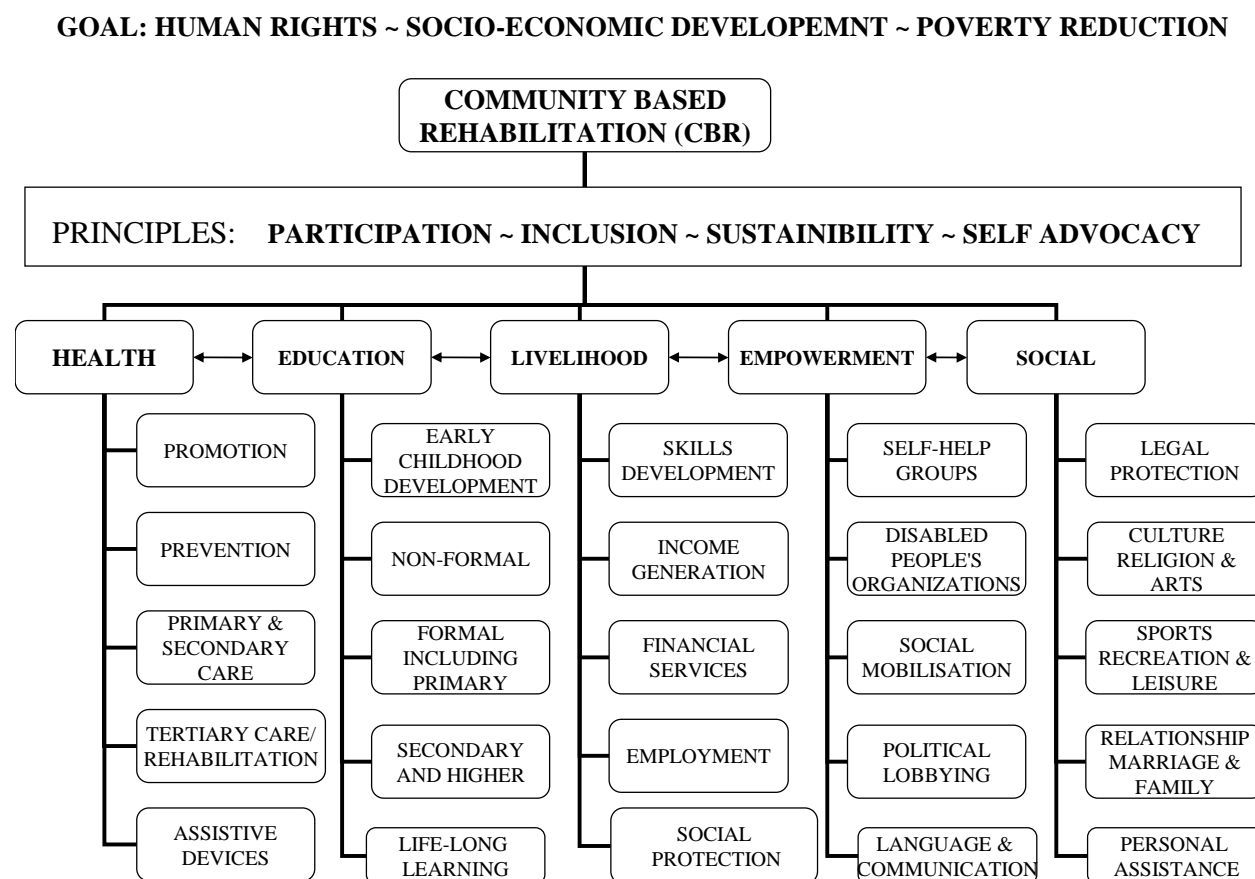 GOAL: HUMAN RIGHTS ~ SOCIO-ECONOMIC DEVELOPEMNT ~ POVERTY REDUCTION
COMMUNITY BASED
REHABILITATION (CBR)
PRINCIPLES: PARTICIPATION ~ INCLUSION ~ SUSTAINIBILITY ~ SELF ADVOCACY
HEALTH
EDUCATION
LIVELIHOOD
EMPOWERMENT
SOCIAL
PROMOTION
PREVENTION
PRIMARY &
SECONDARY
CARE
TERTIARY CARE/
REHABILITATION
ASSISTIVE
DEVICES
EARLY
CHILDHOOD
DEVELOPMENT
NON-FORMAL
FORMAL
INCLUDING
PRIMARY
SECONDARY
AND HIGHER
LIFE-LONG
LEARNING
SKILLS
DEVELOPMENT
INCOME
GENERATION
FINANCIAL
SERVICES
EMPLOYMENT
SOCIAL
PROTECTION
SELF-HELP
GROUPS
DISABLED
PEOPLE'S
ORGANIZATIONS
SOCIAL
MOBILISATION
POLITICAL
LOBBYING
LANGUAGE &
COMMUNICATION
LEGAL
PROTECTION
CULTURE
RELIGION &
ARTS
SPORTS
RECREATION &
LEISURE
RELATIONSHIP
MARRIAGE &
FAMILY
PERSONAL
ASSISTANCE